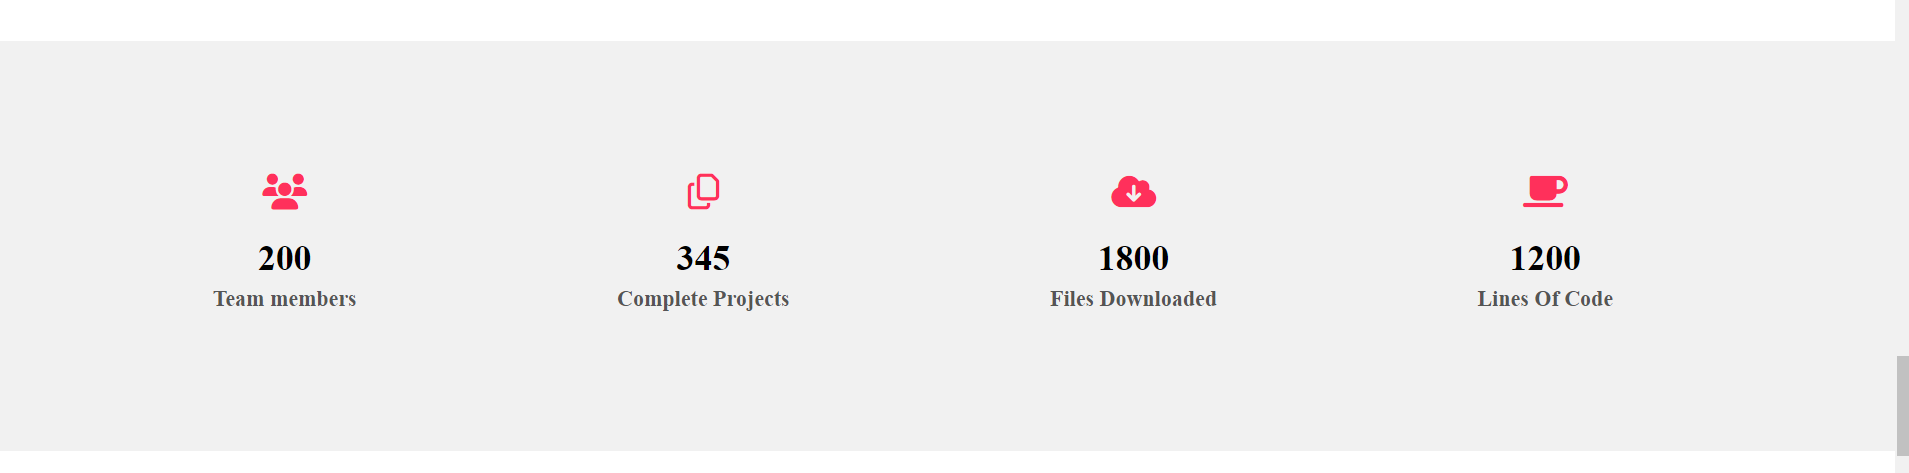 200
Team members
345
Complete Projects
1800
Files Downloaded
1200
Lines Of Code